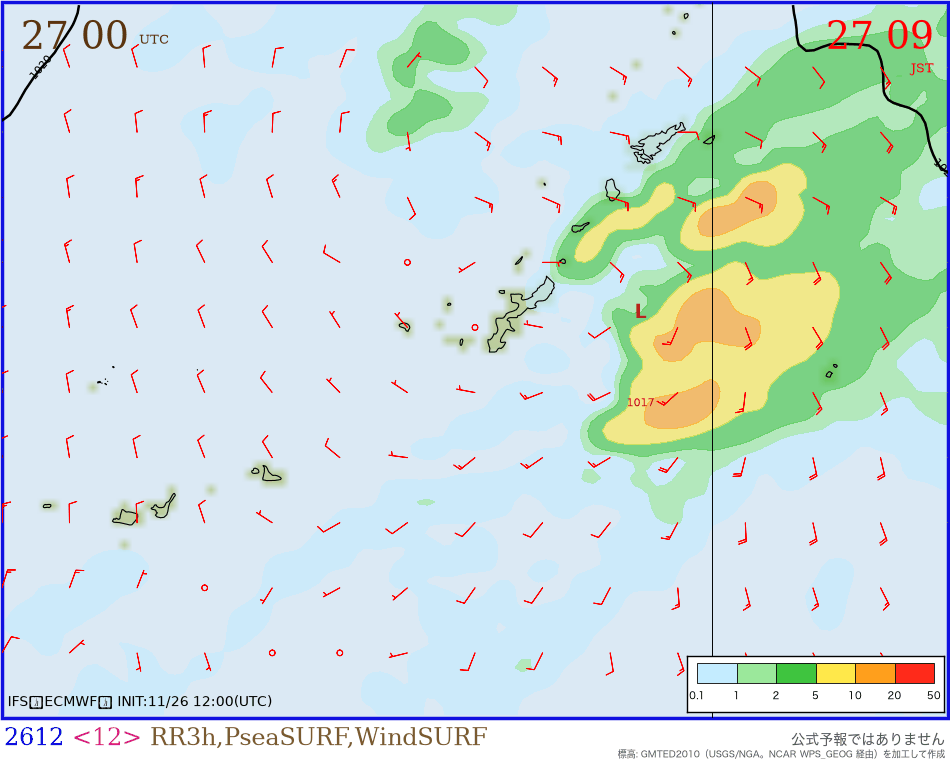 27 00 UTC
27 09
JST
1020
L
1017
IFS ECMWF INIT:11/26 12:00(UTC)
0.1 1 2 5 10 20 50
2612 <12> RR3h,PseaSURF,WindSURF
公式予報ではありません
標高: GMTED2010（USGS/NGA。NCAR WPS_GEOG 経由）を加工して作成